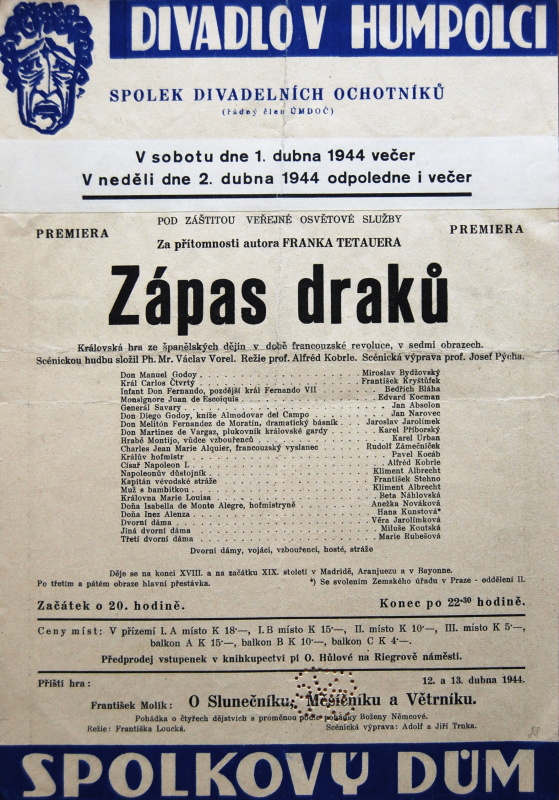 DIVADLO V HUMPOLCI
SPOLEK DIVADELNÍCH OCHOTNÍKŮ
(řádný člen ÚMDOČ)
V sobotu dne 1. dubna 1944 večer
V neděli dne 2. dubna 1944 odpoledne i večer
POD ZÁŠTITOU VEŘEJNÉ OSVĚTOVÉ SLUŽBY
PREMIERA PREMIERA
Za přítomnosti autora FRANKA TETAUERA
Zápas draků
Královská hra ze španělských dějin v době francouzské revoluce, v sedmi obrazech.
Scénickou hudbu složil Ph. Mr. Václav Vorel. Režie prof. Alfréd Kobrle. Scénická výprava prof. Josef Pýcha.
Don Manuel Godoy Miroslav Bydžovský
Král Carlos Čtvrtý František Kryštůfek
Infant Don Fernando, pozdější král Fernando VII Bedřich Bláha
Monsignore Juan de Escoiquis Edvard Kocman
Generál Savary Jan Absolon
Don Diego Godoy, kníže Almodovar del Campo Jan Narovec
Don Melitón Fernandez de Moratin, dramatický básník Jaroslav Jarolímek
Don Martinez de Vargaz, plukovník královské gardy Karel Příborský
Hrabě Montijo, vůdce vzbouřenců Karel Urban
Charles Jean Marie Alquier, francouzský vyslanec Rudolf Zámečníček
Králův hofmistr Pavel Kocáb
Císař Napoleon I. Alfréd Kobrle
Napoleonův důstojník Kliment Albrecht
Kapitán vévodské stráže František Stehno
Muž s bambitkou Kliment Albrecht
Královna Marie Louisa Beta Náhlovská
Doňa Isabella de Monte Alegre, hofmistryně Anežka Nováková
Doňa Inez Alenza Hana Kunstová*
Dvorní dáma Věra Jarolímková
Jiná dvorní dáma Miluše Koutská
Třetí dvorní dáma Marie Rubešová
Dvorní dámy, vojáci, vzbouřenci, hosté, stráže
Děje se na konci XVIII. a na začátku XIX. století v Madridě, Aranjuezu a v Bayonne.
Po třetím a pátém obraze hlavní přestávka. *) Se svolením Zemského úřadu v Praze - oddělení II.
Začátek o 20. hodině. Konec po 22·30 hodině.
Ceny míst: V přízemí I. A místo K 18·—, I. B místo K 15·—, II. místo K 10·—, III. místo K 5·—,
balkon A K 15·—, balkon B K 10·—, balkon C K 4·—.
Předprodej vstupenek v knihkupectví pí O. Hůlové na Riegrově náměstí.
Příští hra: 12. a 13. dubna 1944.
František Molík: O Slunečníku, Měsíčníku a Větrníku.
Pohádka o čtyřech dějstvích s proměnou podle pohádky Boženy Němcové.
Režie: Františka Loucká. Scénická výprava: Adolf a Jiří Trnka.
SPOLKOVÝ DŮM